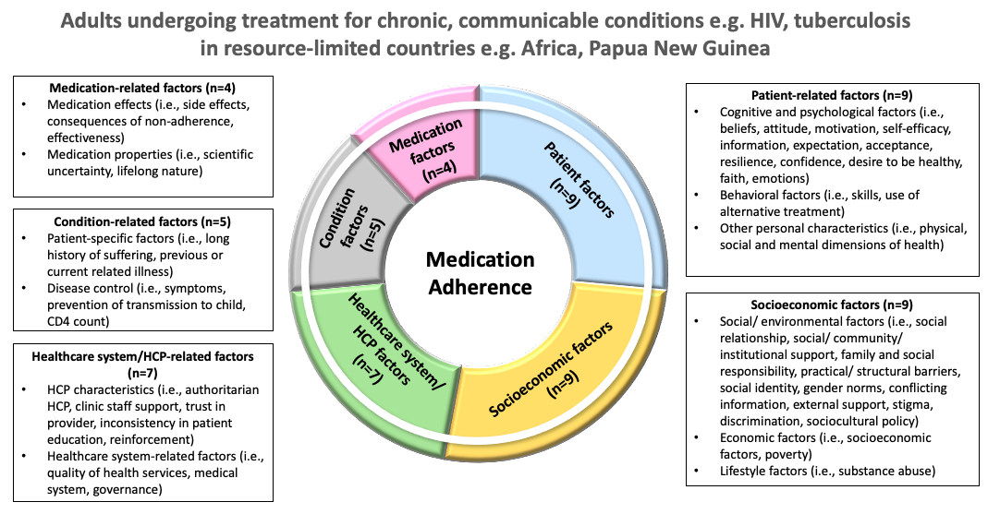 Adults undergoing treatment for chronic, communicable conditions e.g. HIV, tuberculosis
in resource-limited countries e.g. Africa, Papua New Guinea
Medication-related factors (n=4)
• Medication effects (i.e., side effects,
consequences of non-adherence,
effectiveness)
• Medication properties (i.e., scientific
uncertainty, lifelong nature)
Condition-related factors (n=5)
• Patient-specific factors (i.e., long
history of suffering, previous or
current related illness)
• Disease control (i.e., symptoms,
prevention of transmission to child,
CD4 count)
Healthcare system/HCP-related factors
(n=7)
• HCP characteristics (i.e., authoritarian
HCP, clinic staff support, trust in
provider, inconsistency in patient
education, reinforcement)
• Healthcare system-related factors (i.e.,
quality of health services, medical
system, governance)
Medication
factors
(n=4)
Patient factors
(n=9)
Condition
factors
(n=5)
Medication
Adherence
Healthcare system/
HCP factors
(n=7)
Socioeconomic factors
(n=9)
Patient-related factors (n=9)
• Cognitive and psychological factors (i.e.,
beliefs, attitude, motivation, self-efficacy,
information, expectation, acceptance,
resilience, confidence, desire to be healthy,
faith, emotions)
• Behavioral factors (i.e., skills, use of
alternative treatment)
• Other personal characteristics (i.e., physical,
social and mental dimensions of health)
Socioeconomic factors (n=9)
• Social/ environmental factors (i.e., social
relationship, social/ community/
institutional support, family and social
responsibility, practical/ structural barriers,
social identity, gender norms, conflicting
information, external support, stigma,
discrimination, sociocultural policy)
• Economic factors (i.e., socioeconomic
factors, poverty)
• Lifestyle factors (i.e., substance abuse)